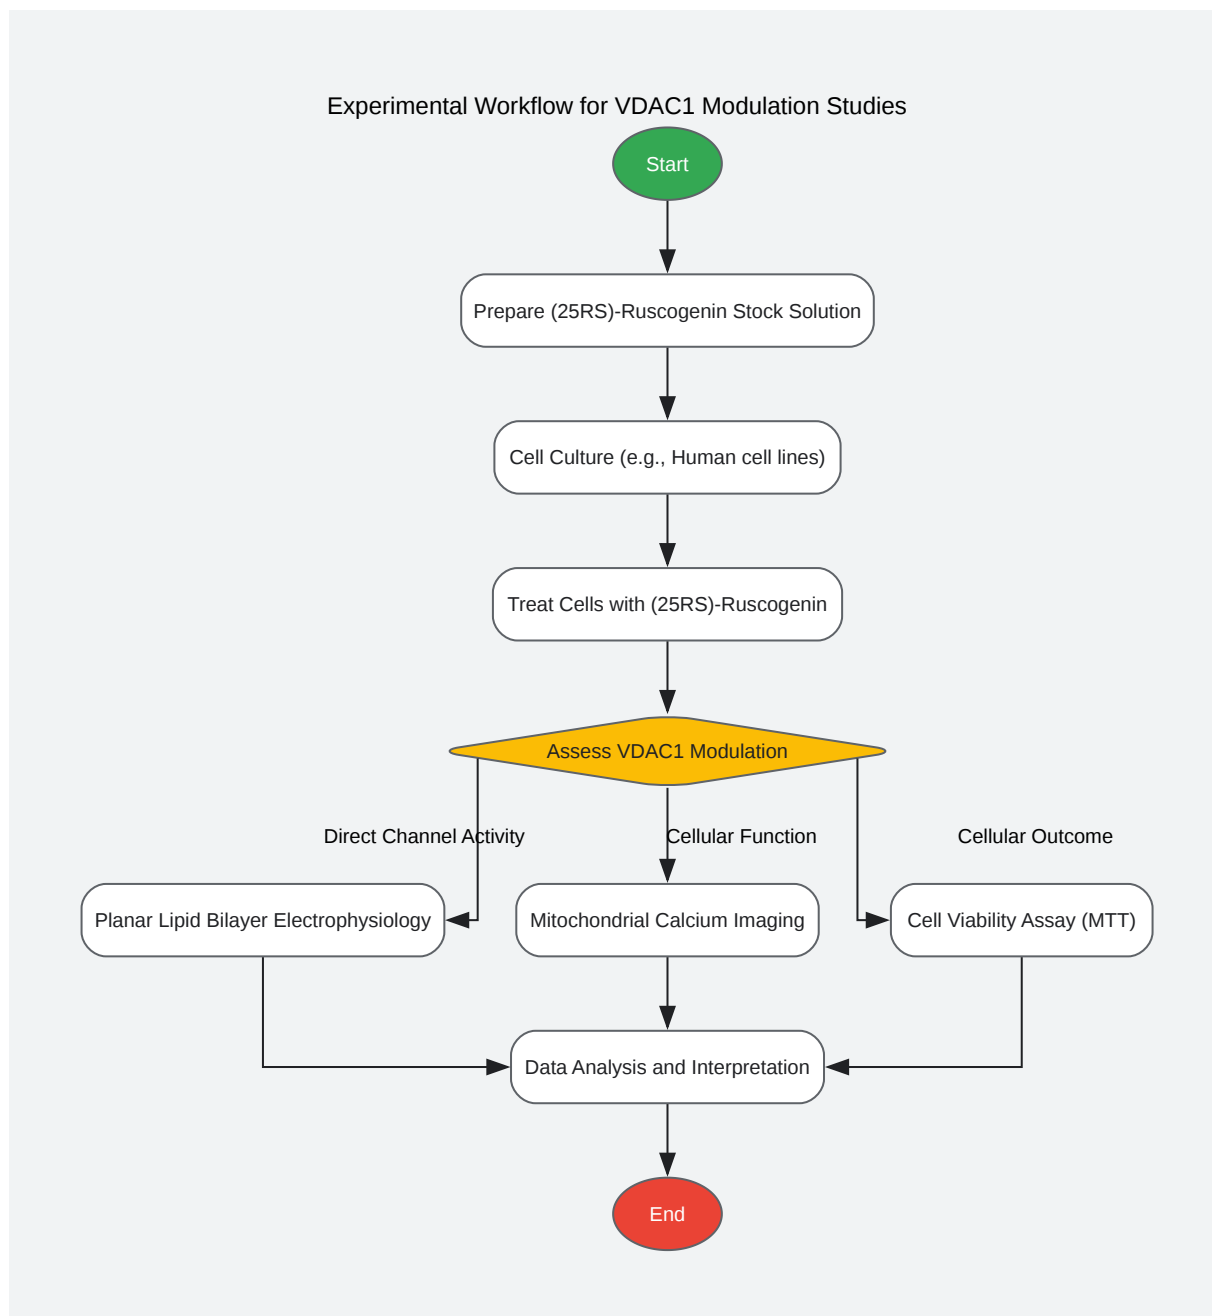 Experimental Workflow for VDAC1 Modulation Studies
Start
Prepare (25RS)-Ruscogenin Stock Solution
Cell Culture (e.g., Human cell lines)
Treat Cells with (25RS)-Ruscogenin
Assess VDAC1 Modulation
Direct Channel Activity
Cellular Function
Cellular Outcome
Planar Lipid Bilayer Electrophysiology
Mitochondrial Calcium Imaging
Cell Viability Assay (MTT)
Data Analysis and Interpretation
End